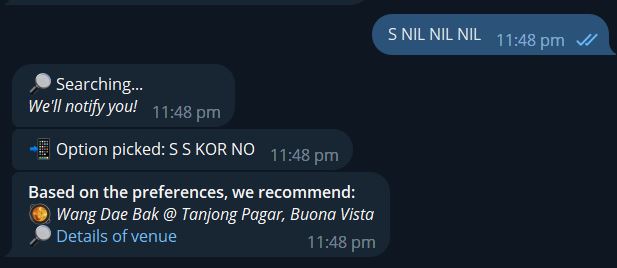 S NIL NIL NIL 11:48 pm
🔎 Searching...
We'll notify you! 11:48 pm
📲 Option picked: S S KOR NO 11:48 pm
Based on the preferences, we recommend:
🥘 Wang Dae Bak @ Tanjong Pagar, Buona Vista
🔎 Details of venue 11:48 pm